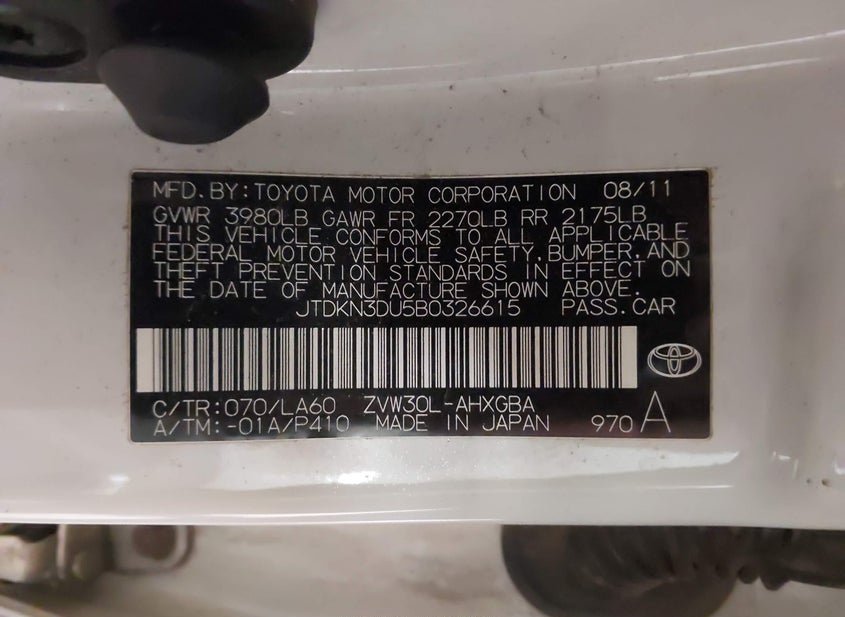 MFD. BY: TOYOTA MOTOR CORPORATION 08/11
GVWR 3980LB GAWR FR 2270LB RR 2175LB
THIS VEHICLE CONFORMS TO ALL APPLICABLE
FEDERAL MOTOR VEHICLE SAFETY, BUMPER, AND
THEFT PREVENTION STANDARDS IN EFFECT ON
THE DATE OF MANUFACTURE SHOWN ABOVE.
JTDKN3DU5B0326615 PASS.CAR
C/TR: 070/LA60 ZVW30L-AHXGBA
A/TM: -01A/P410 MADE IN JAPAN 970 A